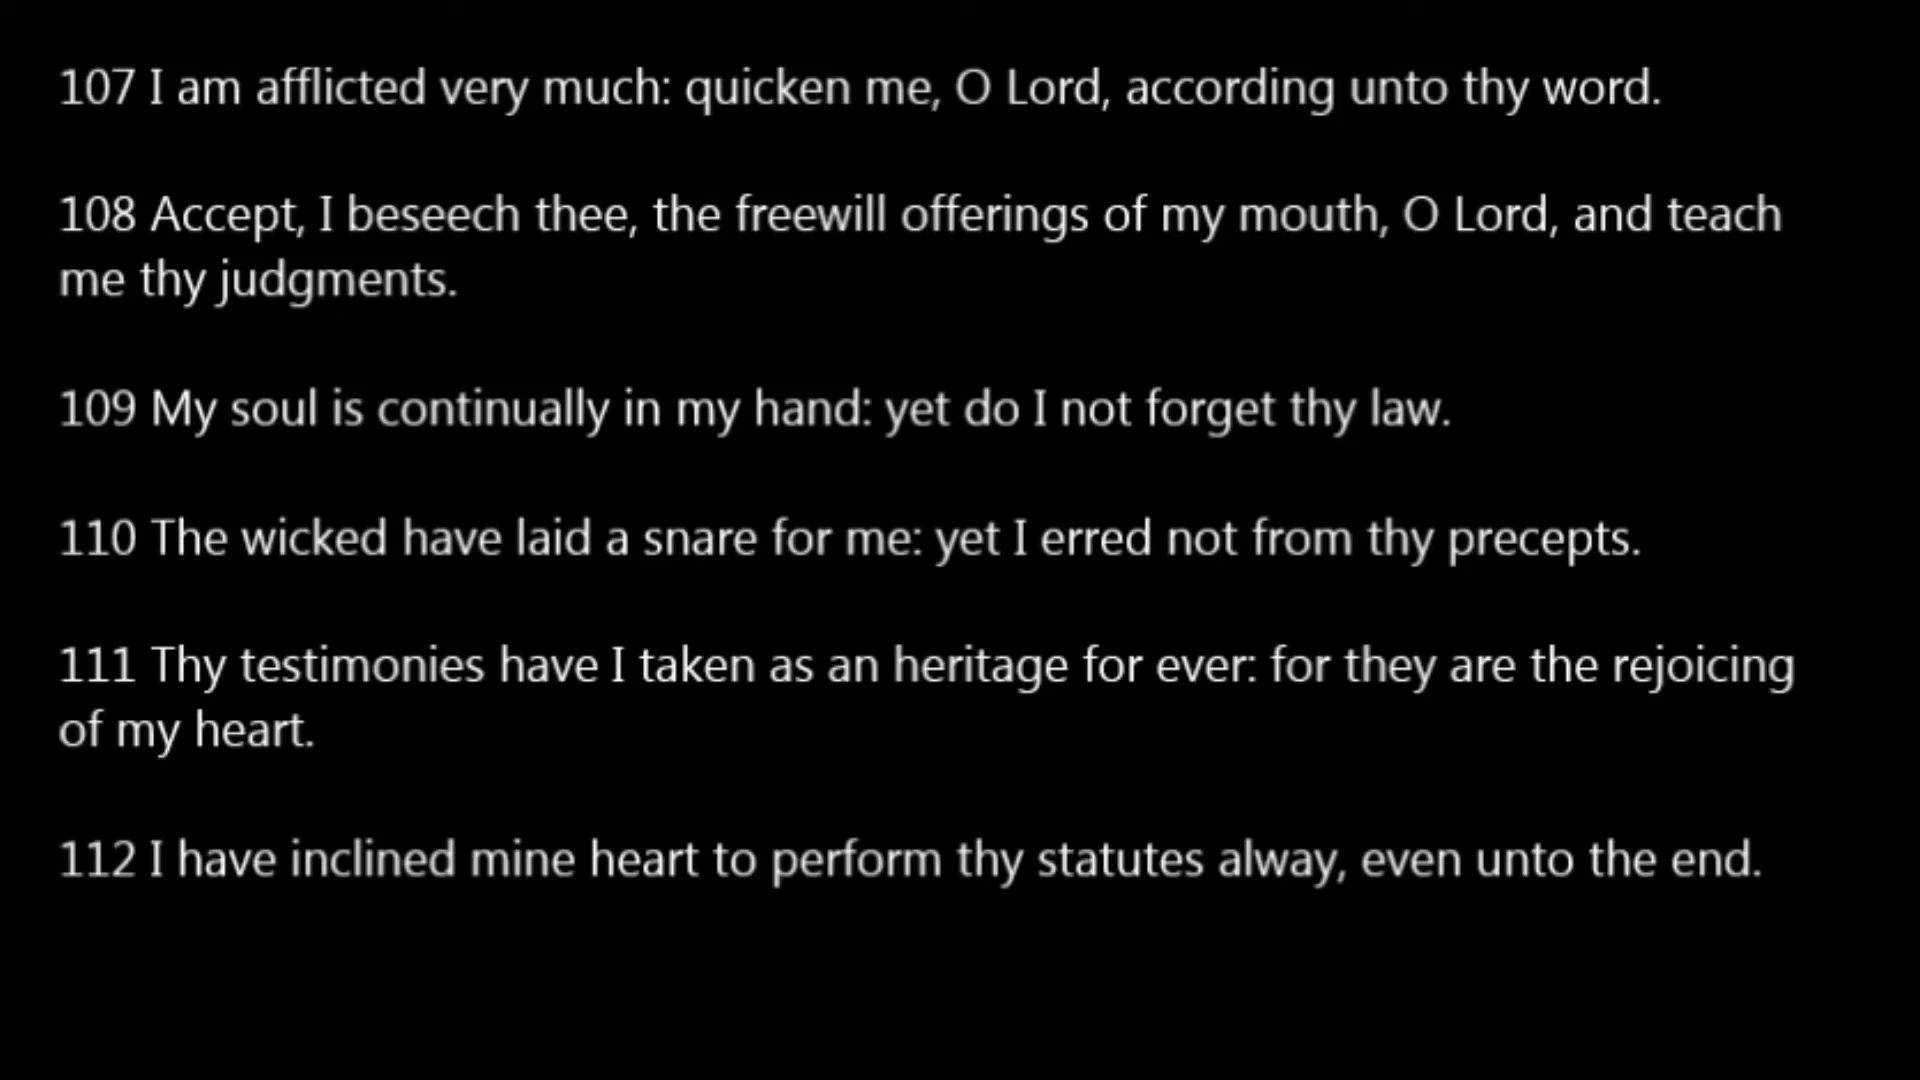 107 I am afflicted very much: quicken me, O Lord, according unto thy word.
108 Accept, I beseech thee, the freewill offerings of my mouth, O Lord, and teach
me thy judgments.
109 My soul is continually in my hand: yet do I not forget thy law.
110 The wicked have laid a snare for me: yet I erred not from thy precepts.
111 Thy testimonies have I taken as an heritage for ever: for they are the rejoicing
of my heart.
112 I have inclined mine heart to perform thy statutes alway, even unto the end.